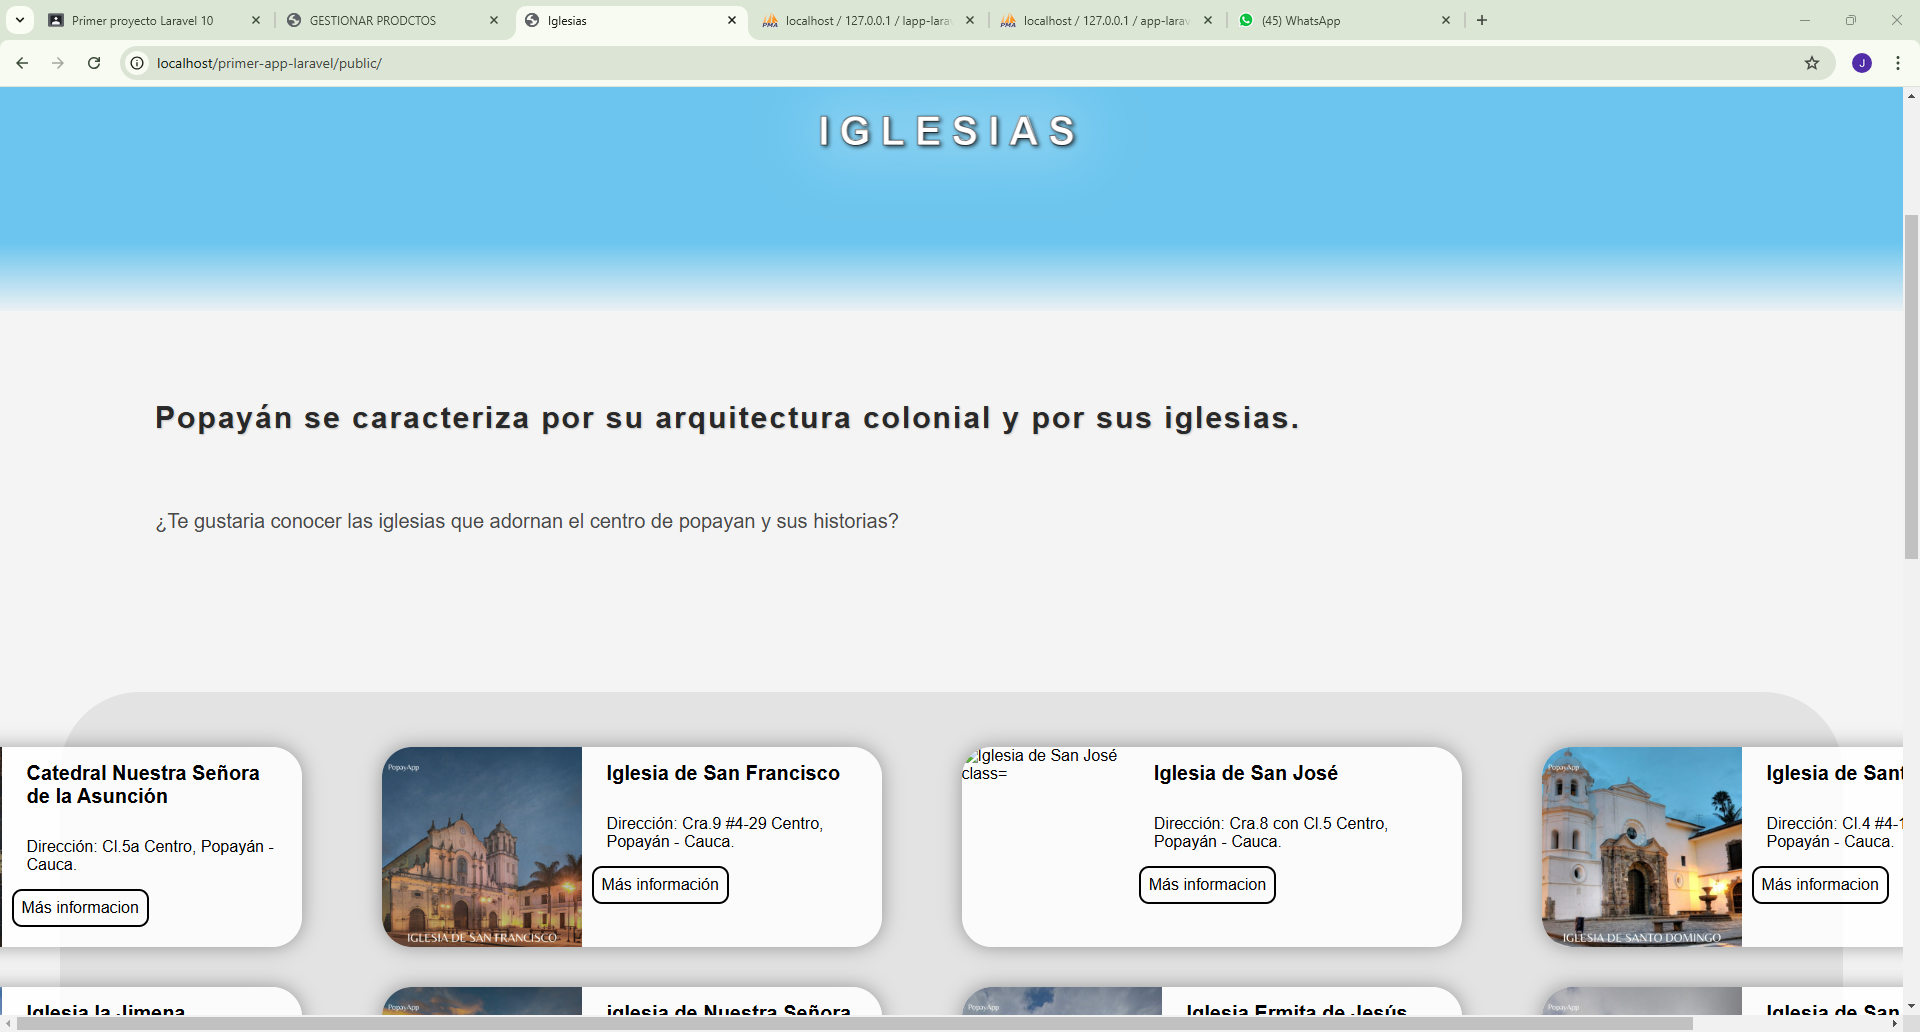 Primer proyecto Laravel 10
GESTIONAR PRODCTOS
Iglesias
localhost / 127.0.0.1 / lapp-larav
localhost / 127.0.0.1 / app-larav
(45) WhatsApp
localhost/primer-app-laravel/public/
J
IGLESIAS
Popayán se caracteriza por su arquitectura colonial y por sus iglesias.
¿Te gustaria conocer las iglesias que adornan el centro de popayan y sus historias?
Catedral Nuestra Señora
de la Asunción
Dirección: Cl.5a Centro, Popayán -
Cauca.
Más informacion
PopayApp
IGLESIA DE SAN FRANCISCO
Iglesia de San Francisco
Dirección: Cra.9 #4-29 Centro,
Popayán - Cauca.
Más información
Iglesia de San José
class=
Iglesia de San José
Dirección: Cra.8 con Cl.5 Centro,
Popayán - Cauca.
Más informacion
PopayApp
IGLESIA DE SANTO DOMINGO
Iglesia de Sant
Dirección: Cl.4 #4-1
Popayán - Cauca.
Más informacion
Iglesia la Jimena
PopayApp
iglesia de Nuestra Señora
PopayApp
Iglesia Ermita de Jesús
PopayApp
Iglesia de San